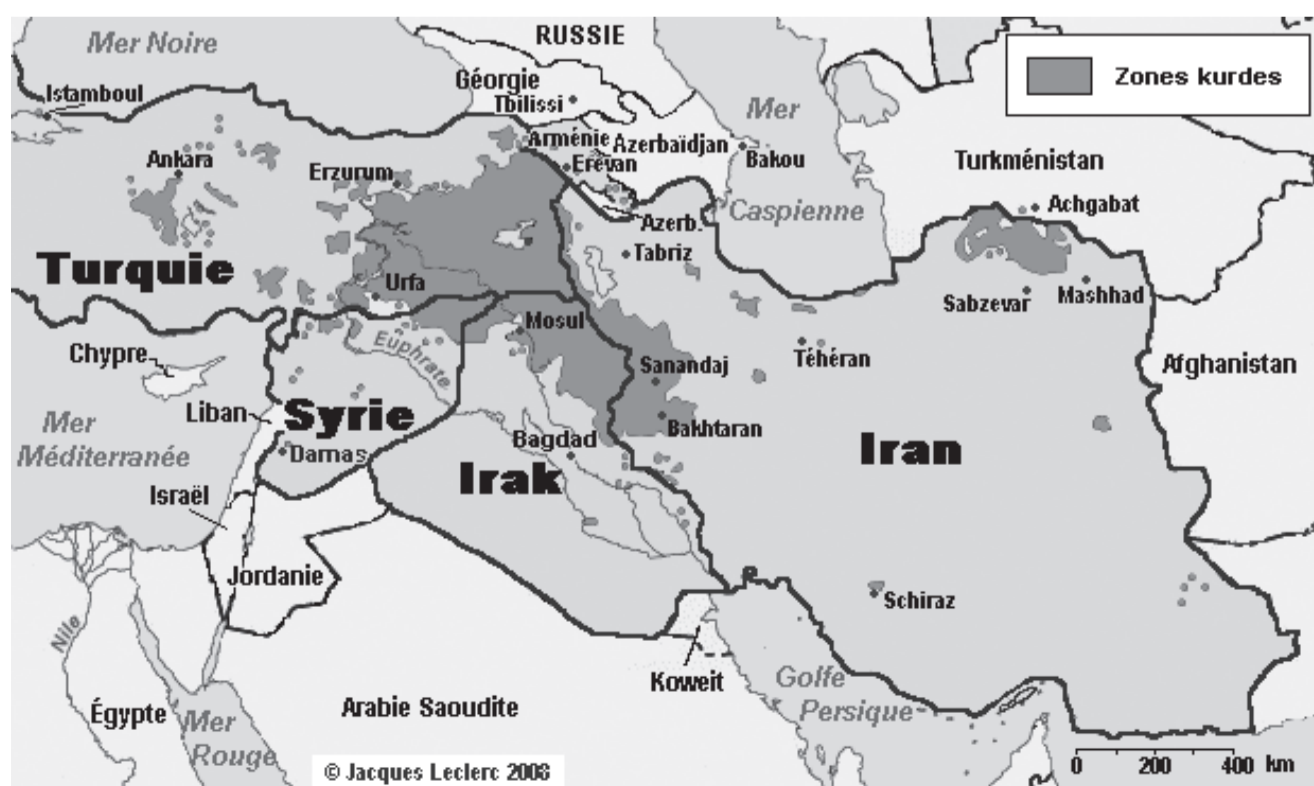 Mer Noire
RUSSIE
Zones kurdes
Géorgie
Tbilissi
Istamboul
Mer
Caspienne
Arménie
Azerbaïdjan
Erevan
Bakou
Turkménistan
Ankara
Erzurum
Azerb.
Achgabat
Tabriz
Turquie
Urfa
Sabzevar
Mashhad
Mosul
Téhéran
Chypre
Euphrate
Sanandaj
Afghanistan
Liban
Syrie
Bakhtaran
Mer
Méditerranée
Damas
Bagdad
Iran
Irak
Israël
Jordanie
Schiraz
Nile
Koweit
Golfe
Persique
Égypte
Mer
Rouge
Arabie Saoudite
© Jacques Leclerc 2008
0 200 400 km